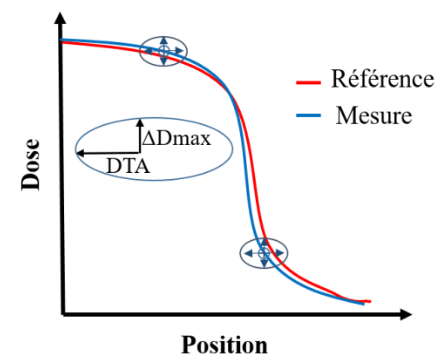 Référence
Mesure
ΔDmax
DTA
Dose
Position